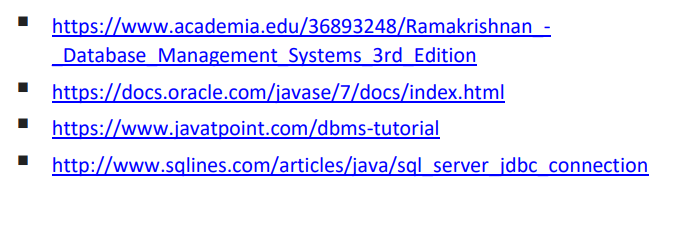 ▪ https://www.academia.edu/36893248/Ramakrishnan_-
_Database_Management_Systems_3rd_Edition
▪ https://docs.oracle.com/javase/7/docs/index.html
▪ https://www.javatpoint.com/dbms-tutorial
▪ http://www.sqlines.com/articles/java/sql_server_jdbc_connection